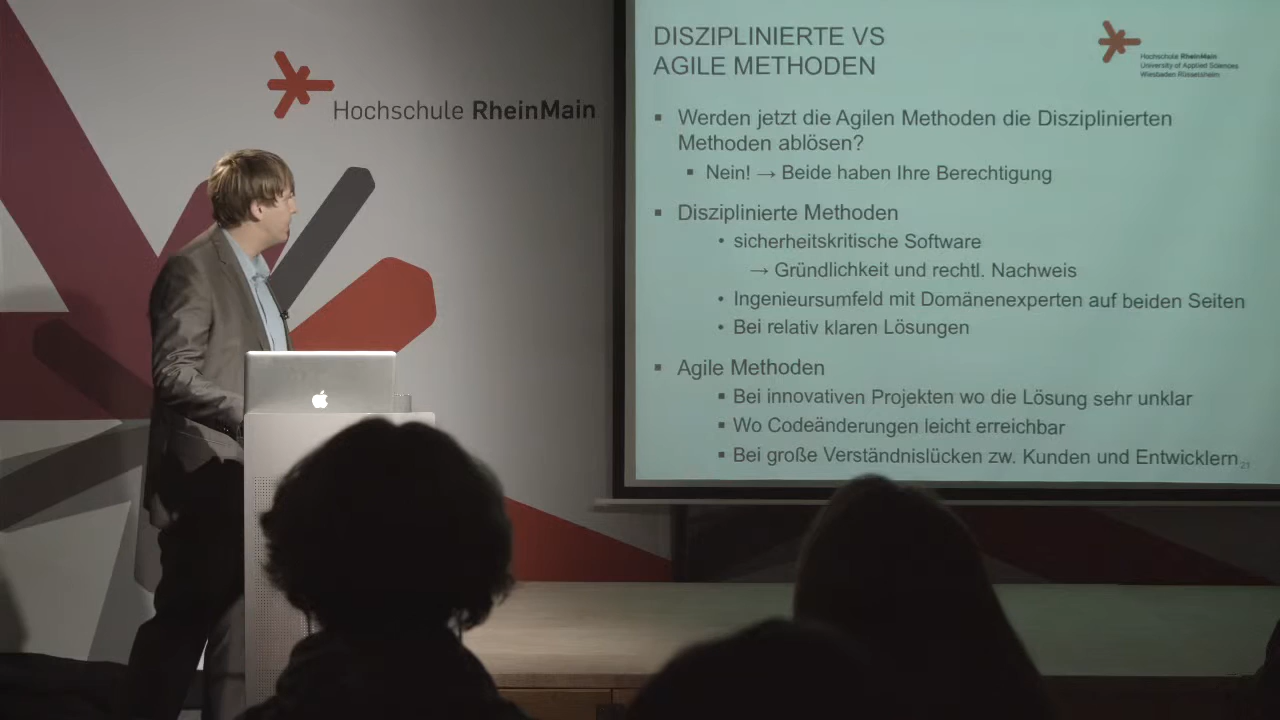 Hochschule RheinMain
DISZIPLINIERTE VS
AGILE METHODEN
Hochschule RheinMain
University of Applied Sciences
Wiesbaden Rüsselsheim
▪ Werden jetzt die Agilen Methoden die Disziplinierten
Methoden ablösen?
▪ Nein! → Beide haben Ihre Berechtigung
▪ Disziplinierte Methoden
• sicherheitskritische Software
→ Gründlichkeit und rechtl. Nachweis
• Ingenieursumfeld mit Domänenexperten auf beiden Seiten
• Bei relativ klaren Lösungen
▪ Agile Methoden
▪ Bei innovativen Projekten wo die Lösung sehr unklar
▪ Wo Codeänderungen leicht erreichbar
▪ Bei große Verständnislücken zw. Kunden und Entwicklern
21